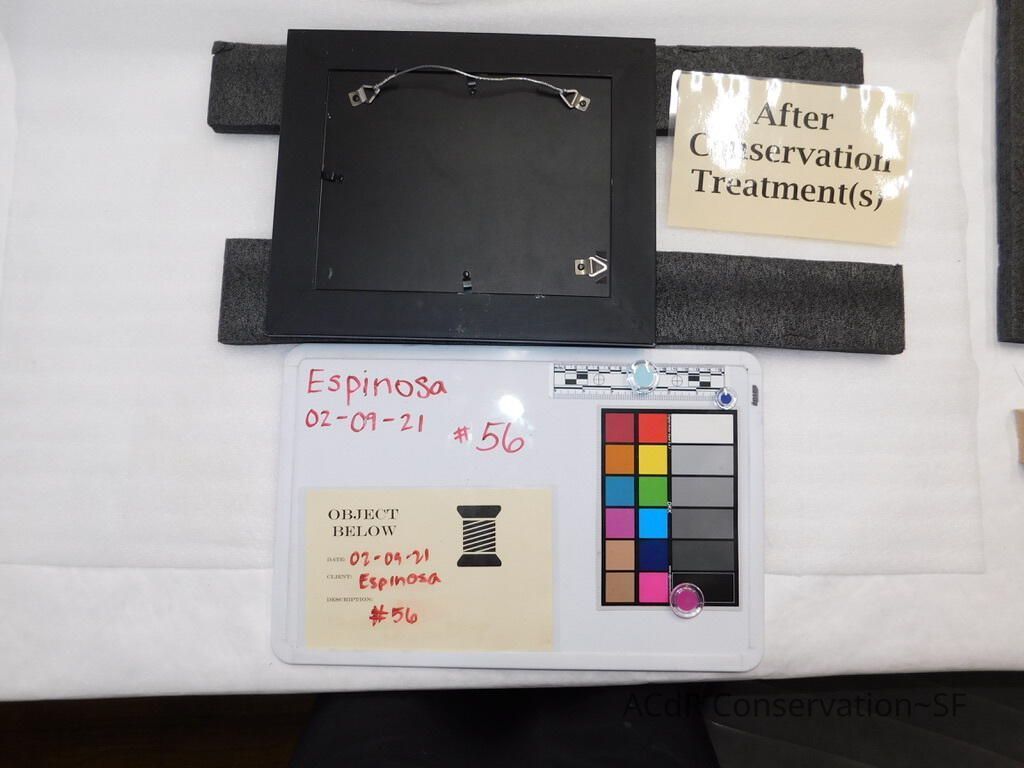 After
Conservation
Treatment(s)
Espinosa
02-09-21
#56
OBJECT
BELOW
DATE: 02-09-21
CLIENT: Espinosa
DESCRIPTION:
#56
ACdR Conservation~SF